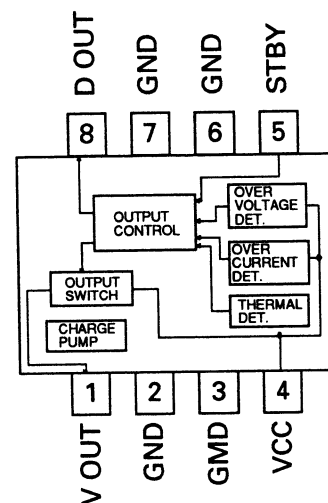 D OUT
GND
GND
STBY
8
7
6
5
OUTPUT
CONTROL
OVER
VOLTAGE
DET.
OVER
CURRENT
DET.
OUTPUT
SWITCH
THERMAL
DET.
CHARGE
PUMP
1
2
3
4
V OUT
GND
GMD
VCC